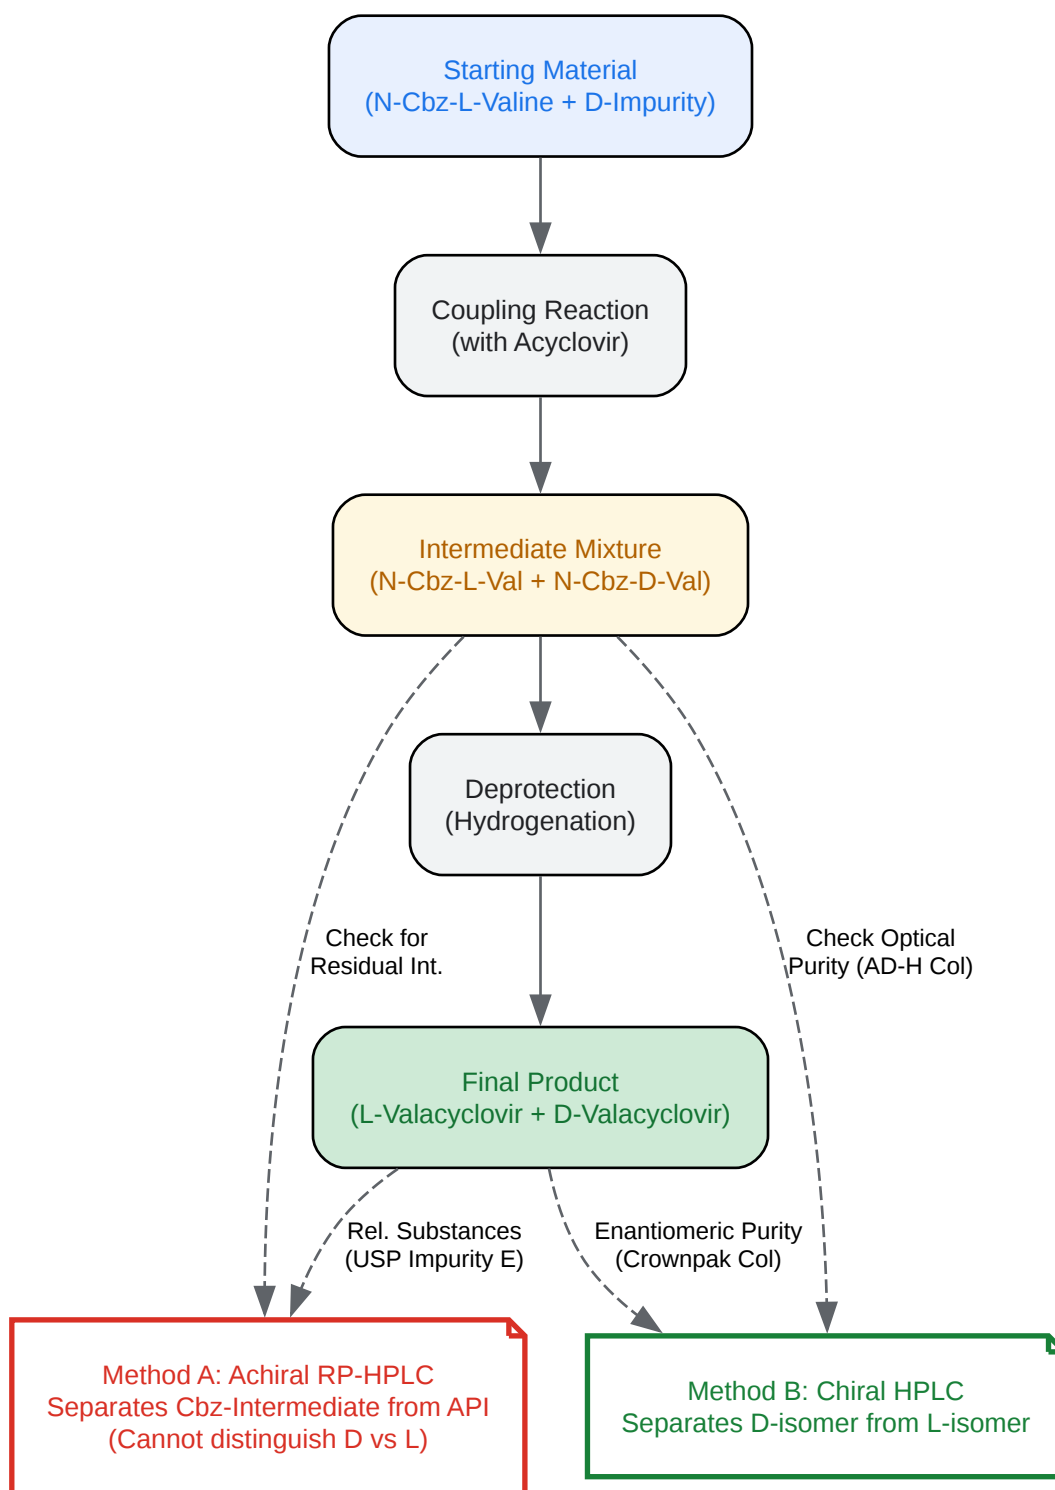 Starting Material
(N-Cbz-L-Valine + D-Impurity)
Coupling Reaction
(with Acyclovir)
Intermediate Mixture
(N-Cbz-L-Val + N-Cbz-D-Val)
Deprotection
(Hydrogenation)
Check for
Residual Int.
Check Optical
Purity (AD-H Col)
Final Product
(L-Valacyclovir + D-Valacyclovir)
Rel. Substances
(USP Impurity E)
Enantiomeric Purity
(Crownpak Col)
Method A: Achiral RP-HPLC
Separates Cbz-Intermediate from API
(Cannot distinguish D vs L)
Method B: Chiral HPLC
Separates D-isomer from L-isomer